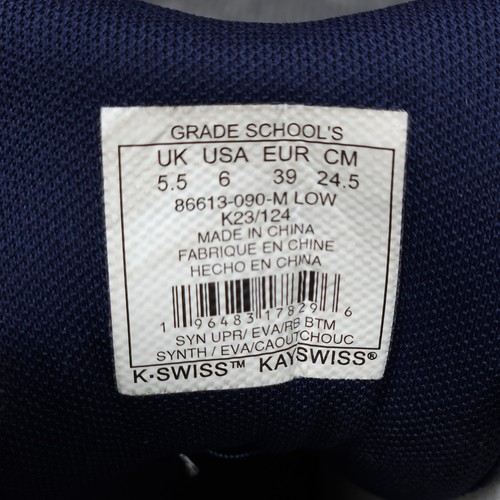 GRADE SCHOOL'S
UK USA EUR CM
5.5 6 39 24.5
86613-090-M LOW
K23/124
MADE IN CHINA
FABRIQUE EN CHINE
HECHO EN CHINA
1 96483 17829 6
SYN UPR/ EVA/RB BTM
SYNTH / EVA/CAOUTCHOUC
K·SWISS™ KAYSWISS®